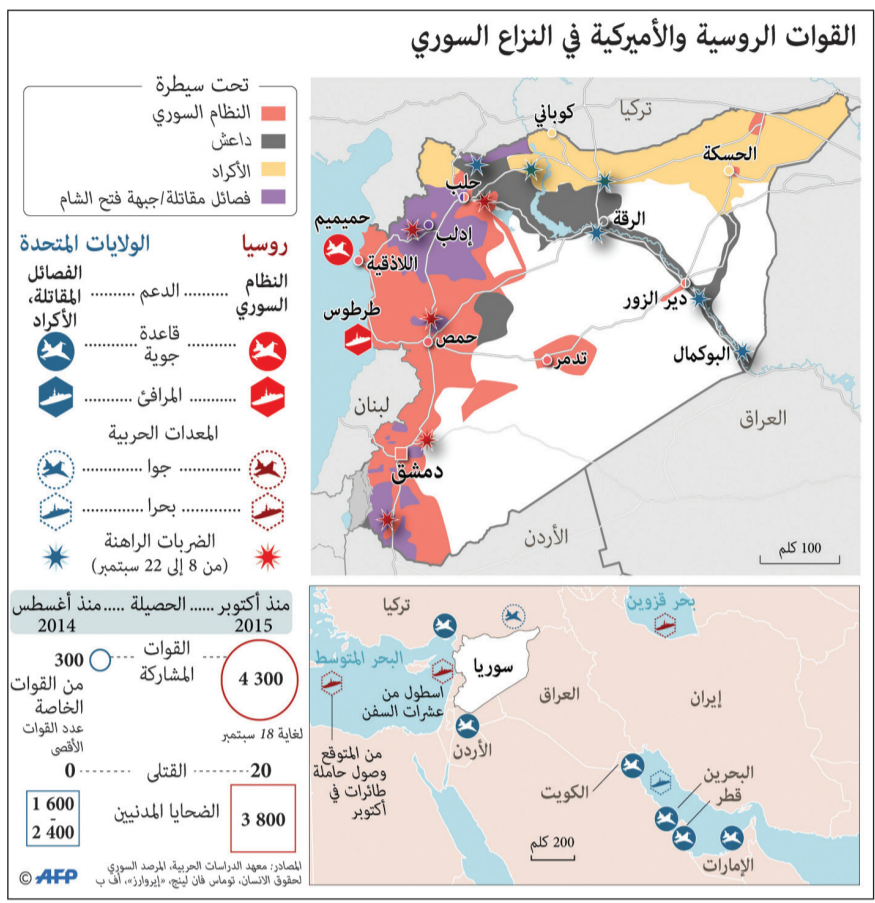 القوات الروسية والأميركية في النزاع السوري
تحت سيطرة
النظام السوري
داعش
الأكراد
فصائل مقاتلة/جبهة فتح الشام
روسيا
الولايات المتحدة
النظام السوري
الدعم
الفصائل المقاتلة، الأكراد
قاعدة جوية
المرافئ
المعدات الحربية
جوا
بحرا
الضربات الراهنة
(من 8 إلى 22 سبتمبر)
منذ أكتوبر ...... الحصيلة ..... منذ أغسطس
2015
2014
4 300
القوات المشاركة
300
من القوات الخاصة
عدد القوات الأقصى
لغاية 18 سبتمبر
20
القتلى
0
3 800
الضحايا المدنيين
1 600
-
2 400
المصادر: معهد الدراسات الحربية، المرصد السوري
لحقوق الانسان، توماس فان لينج، «إيروارز»، أف ب
© AFP
تركيا
كوباني
الحسكة
حلب
حميميم
إدلب
الرقة
اللاذقية
دير الزور
طرطوس
حمص
تدمر
البوكمال
لبنان
العراق
دمشق
الأردن
100 كلم
تركيا
بحر قزوين
البحر المتوسط
سوريا
اسطول من
عشرات السفن
العراق
إيران
الأردن
من المتوقع
وصول حاملة
طائرات في
أكتوبر
الكويت
البحرين
قطر
200 كلم
الإمارات